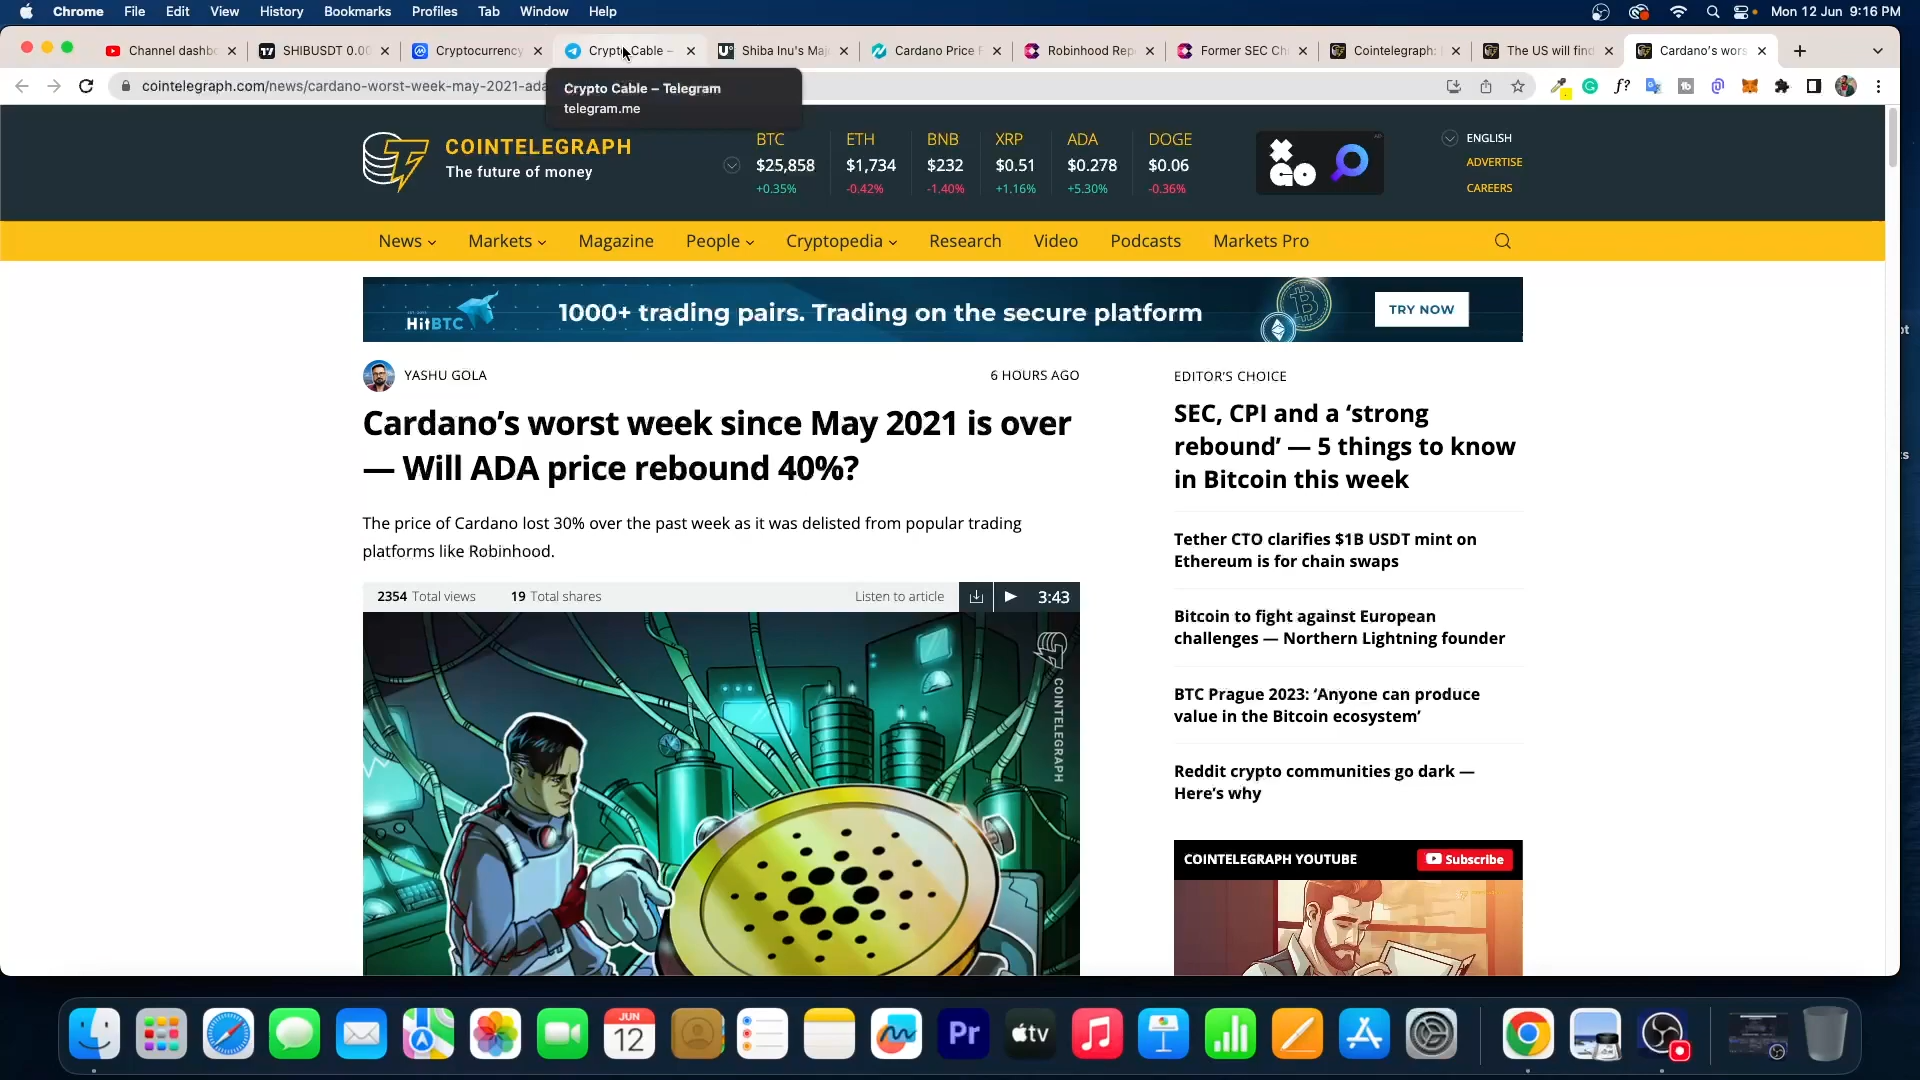 Chrome File Edit View History Bookmarks Profiles Tab Window Help Mon 12 Jun 9:16 PM
Channel dashb SHIBUSDT 0.00 Cryptocurrency Crypto Cable – Shiba Inu's Maj Cardano Price F Robinhood Rep Former SEC Ch Cointelegraph: The US will find Cardano's wors
cointelegraph.com/news/cardano-worst-week-may-2021-ada
Crypto Cable – Telegram
telegram.me
COINTELEGRAPH
The future of money
BTC ETH BNB XRP ADA DOGE
$25,858 $1,734 $232 $0.51 $0.278 $0.06
+0.35% -0.42% -1.40% +1.16% +5.30% -0.36%
GO
ENGLISH
ADVERTISE
CAREERS
News Markets Magazine People Cryptopedia Research Video Podcasts Markets Pro
HitBTC 1000+ trading pairs. Trading on the secure platform TRY NOW
YASHU GOLA 6 HOURS AGO
Cardano’s worst week since May 2021 is over
— Will ADA price rebound 40%?
The price of Cardano lost 30% over the past week as it was delisted from popular trading
platforms like Robinhood.
2354 Total views 19 Total shares Listen to article 3:43
COINTELEGRAPH
EDITOR’S CHOICE
SEC, CPI and a ‘strong
rebound’ — 5 things to know
in Bitcoin this week
Tether CTO clarifies $1B USDT mint on
Ethereum is for chain swaps
Bitcoin to fight against European
challenges — Northern Lightning founder
BTC Prague 2023: ‘Anyone can produce
value in the Bitcoin ecosystem’
Reddit crypto communities go dark —
Here’s why
COINTELEGRAPH YOUTUBE Subscribe
JUN
12
Pr
tv